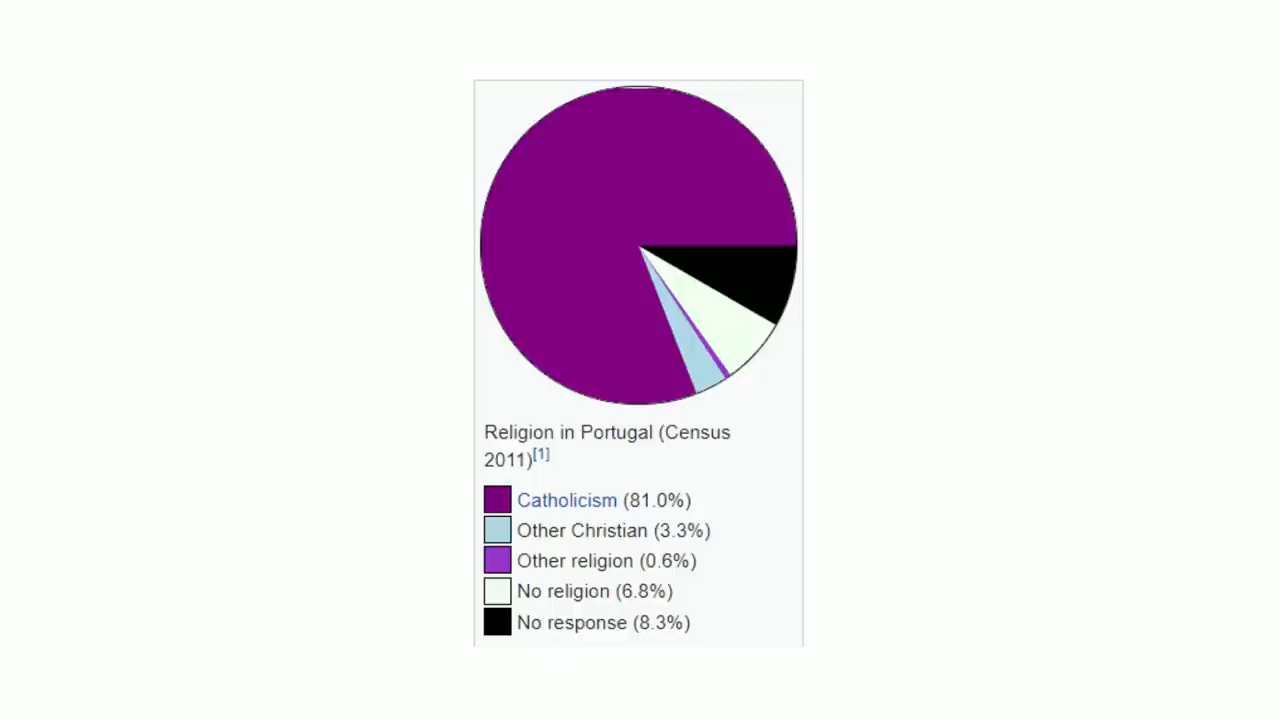 Religion in Portugal (Census
2011)[1]
Catholicism (81.0%)
Other Christian (3.3%)
Other religion (0.6%)
No religion (6.8%)
No response (8.3%)